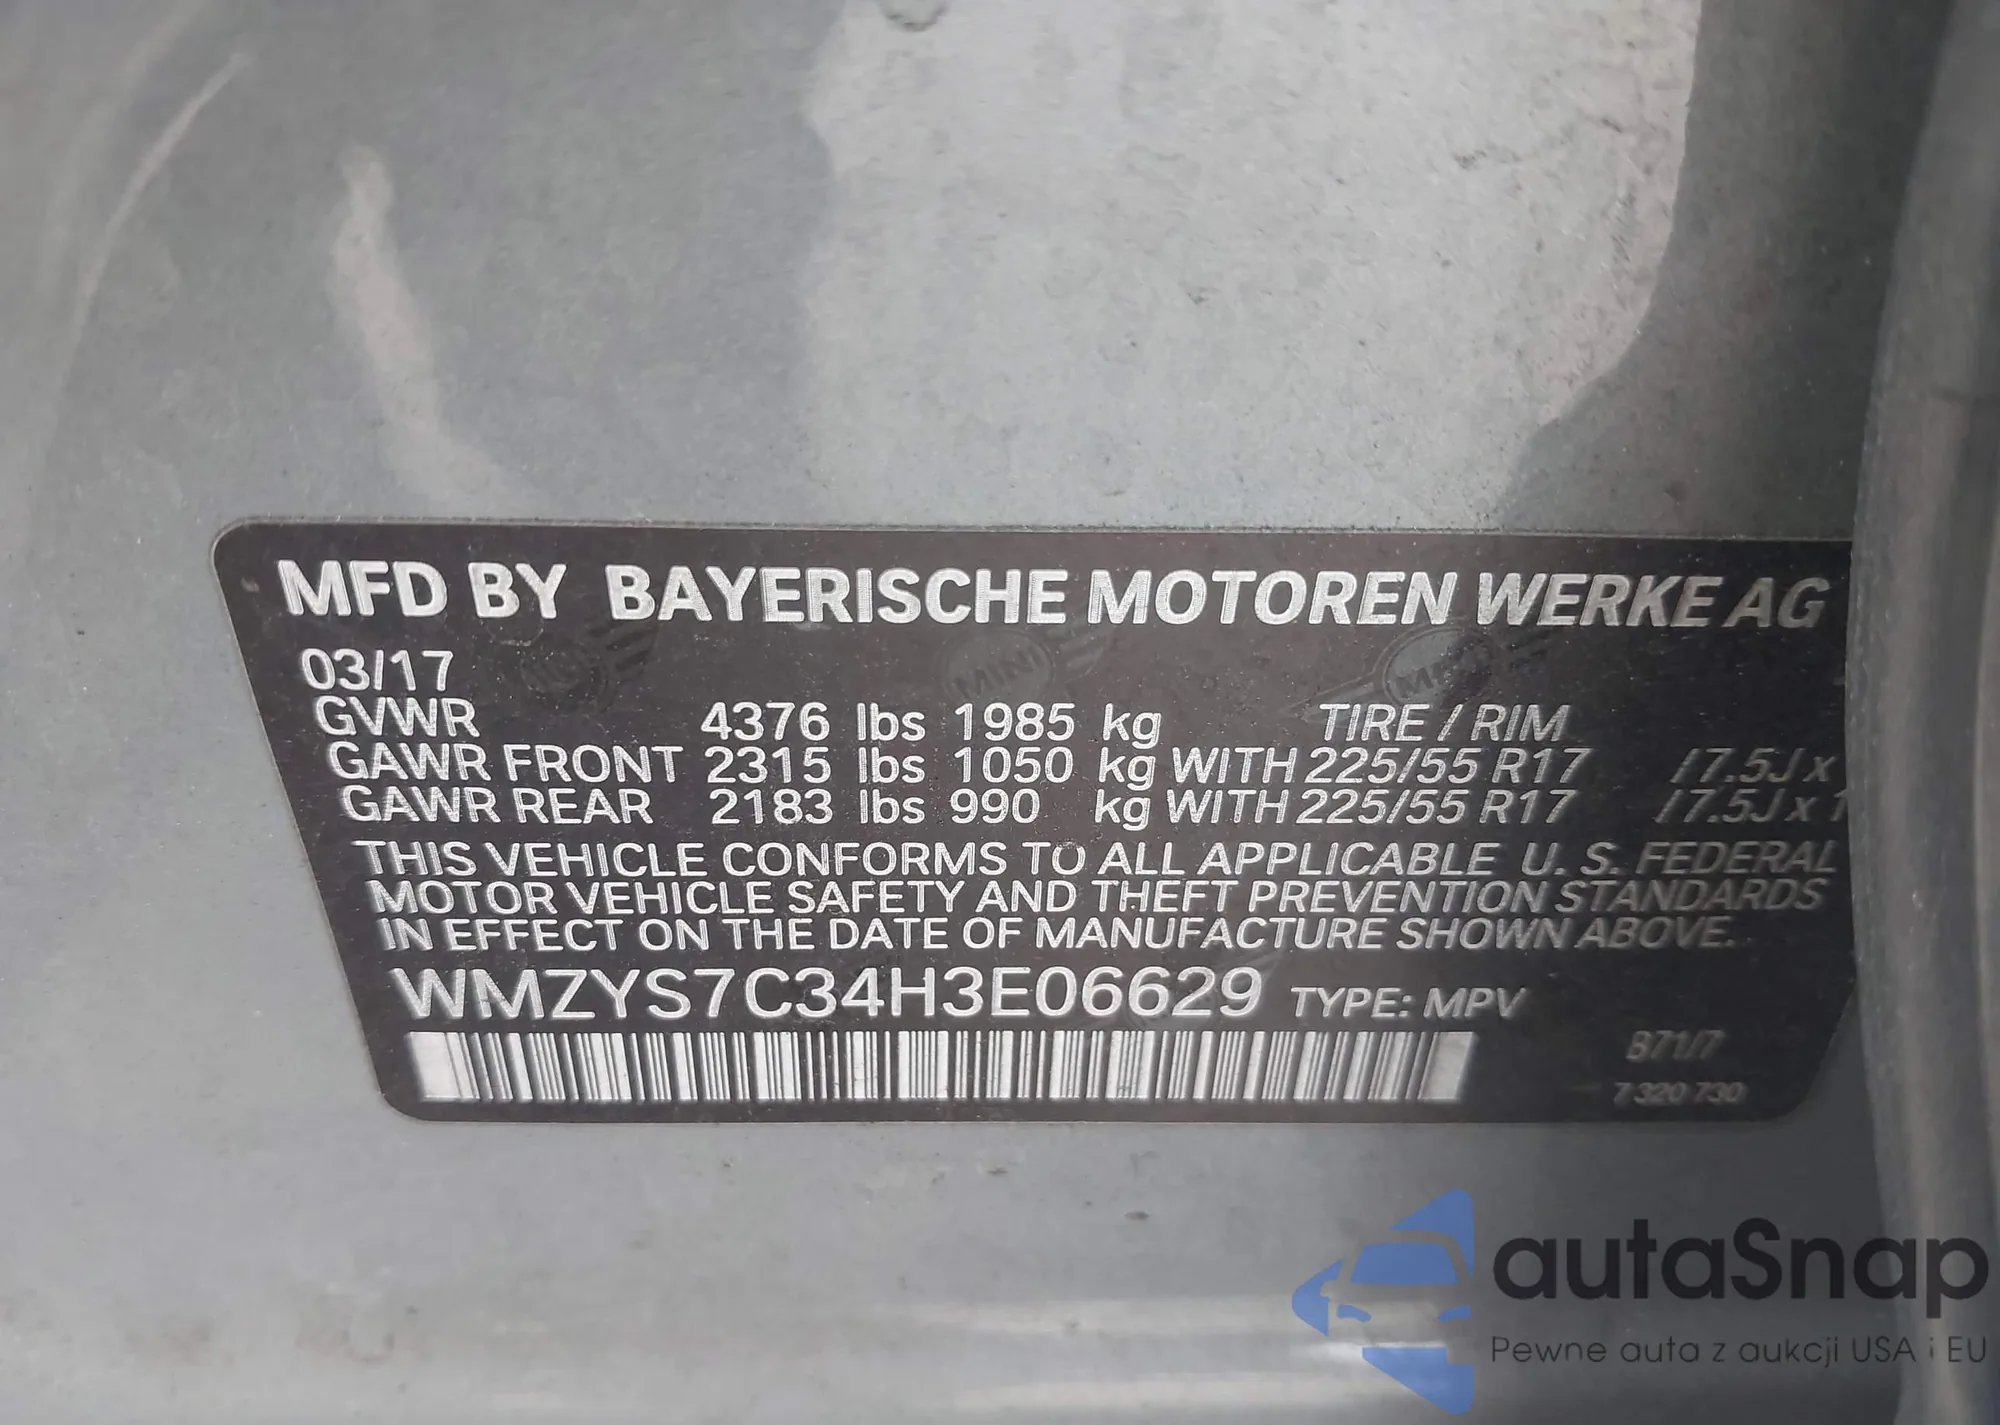 MFD BY BAYERISCHE MOTOREN WERKE AG
03/17
GVWR 4376 lbs 1985 kg TIRE / RIM
GAWR FRONT 2315 lbs 1050 kg WITH 225/55 R17 / 7.5J x
GAWR REAR 2183 lbs 990 kg WITH 225/55 R17 / 7.5J x 1
THIS VEHICLE CONFORMS TO ALL APPLICABLE U. S. FEDERAL
MOTOR VEHICLE SAFETY AND THEFT PREVENTION STANDARDS
IN EFFECT ON THE DATE OF MANUFACTURE SHOWN ABOVE.
WMZYS7C34H3E06629 TYPE: MPV
B71/7
7 320 730
autaSnap
Pewne auta z aukcji USA i EU